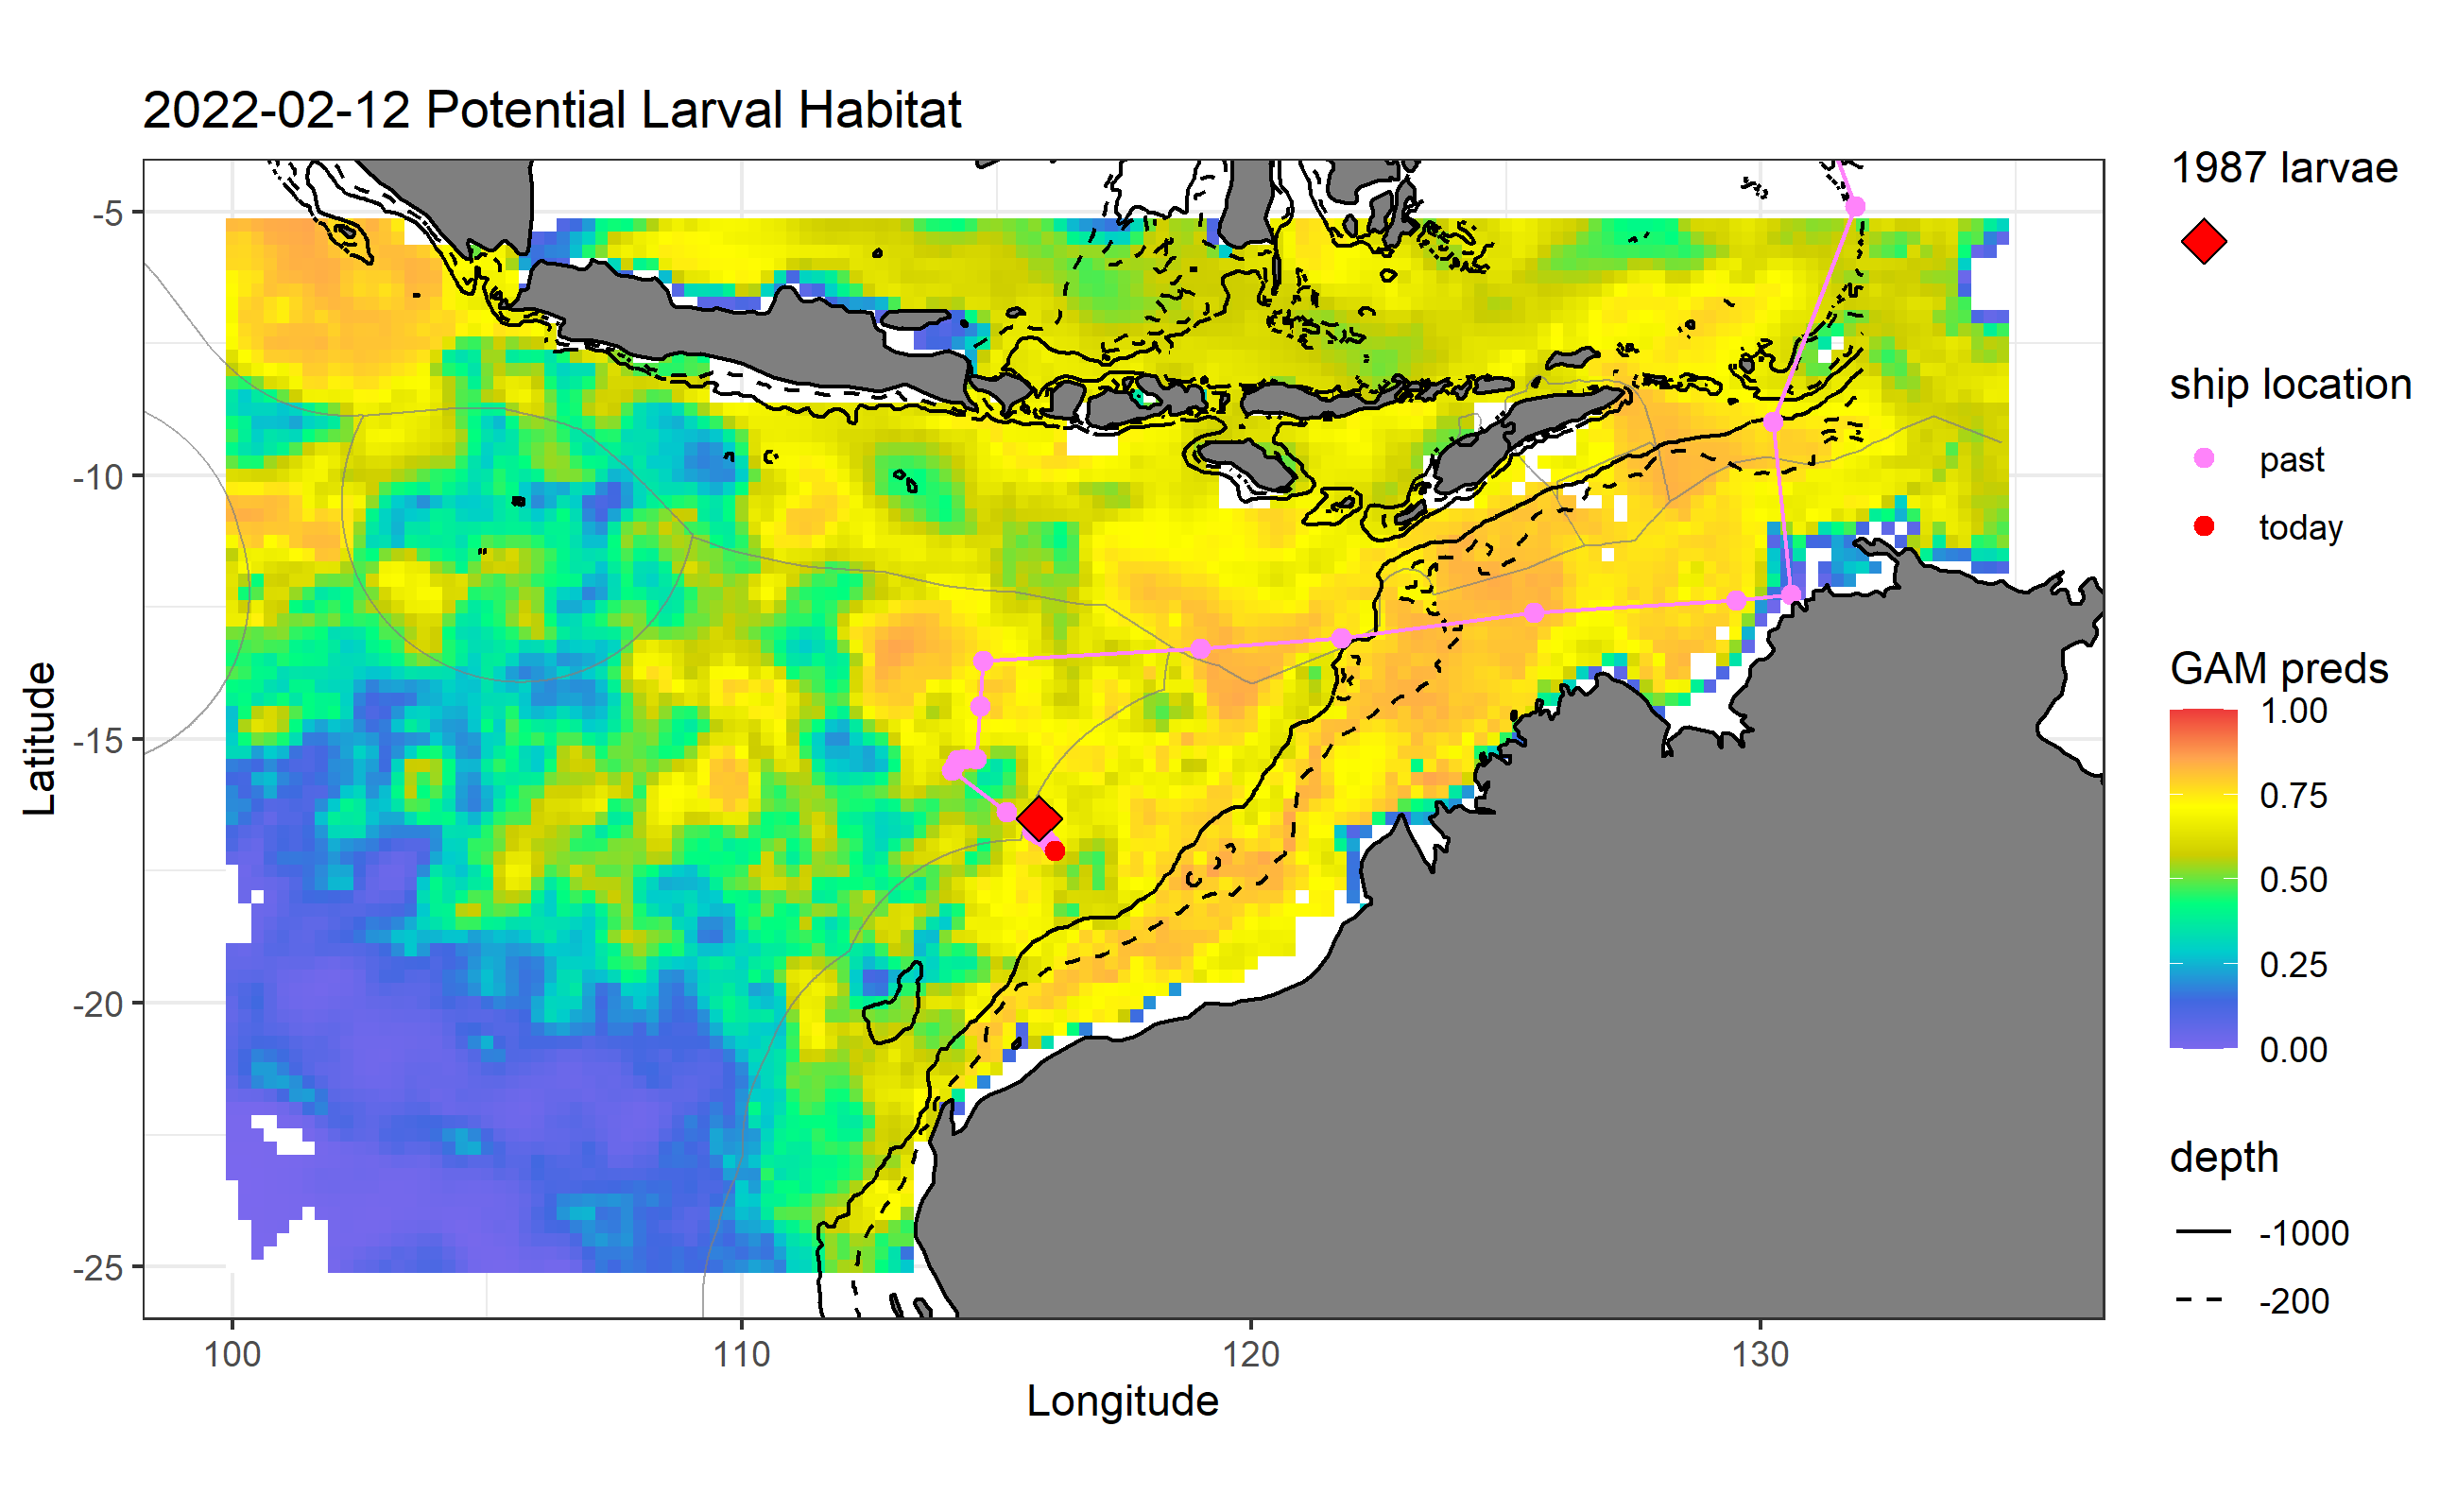 2022-02-12 Potential Larval Habitat
-5
-10
-15
-20
-25
Latitude
100
110
120
130
Longitude
1987 larvae
ship location
past
today
GAM preds
1.00
0.75
0.50
0.25
0.00
depth
-1000
-200